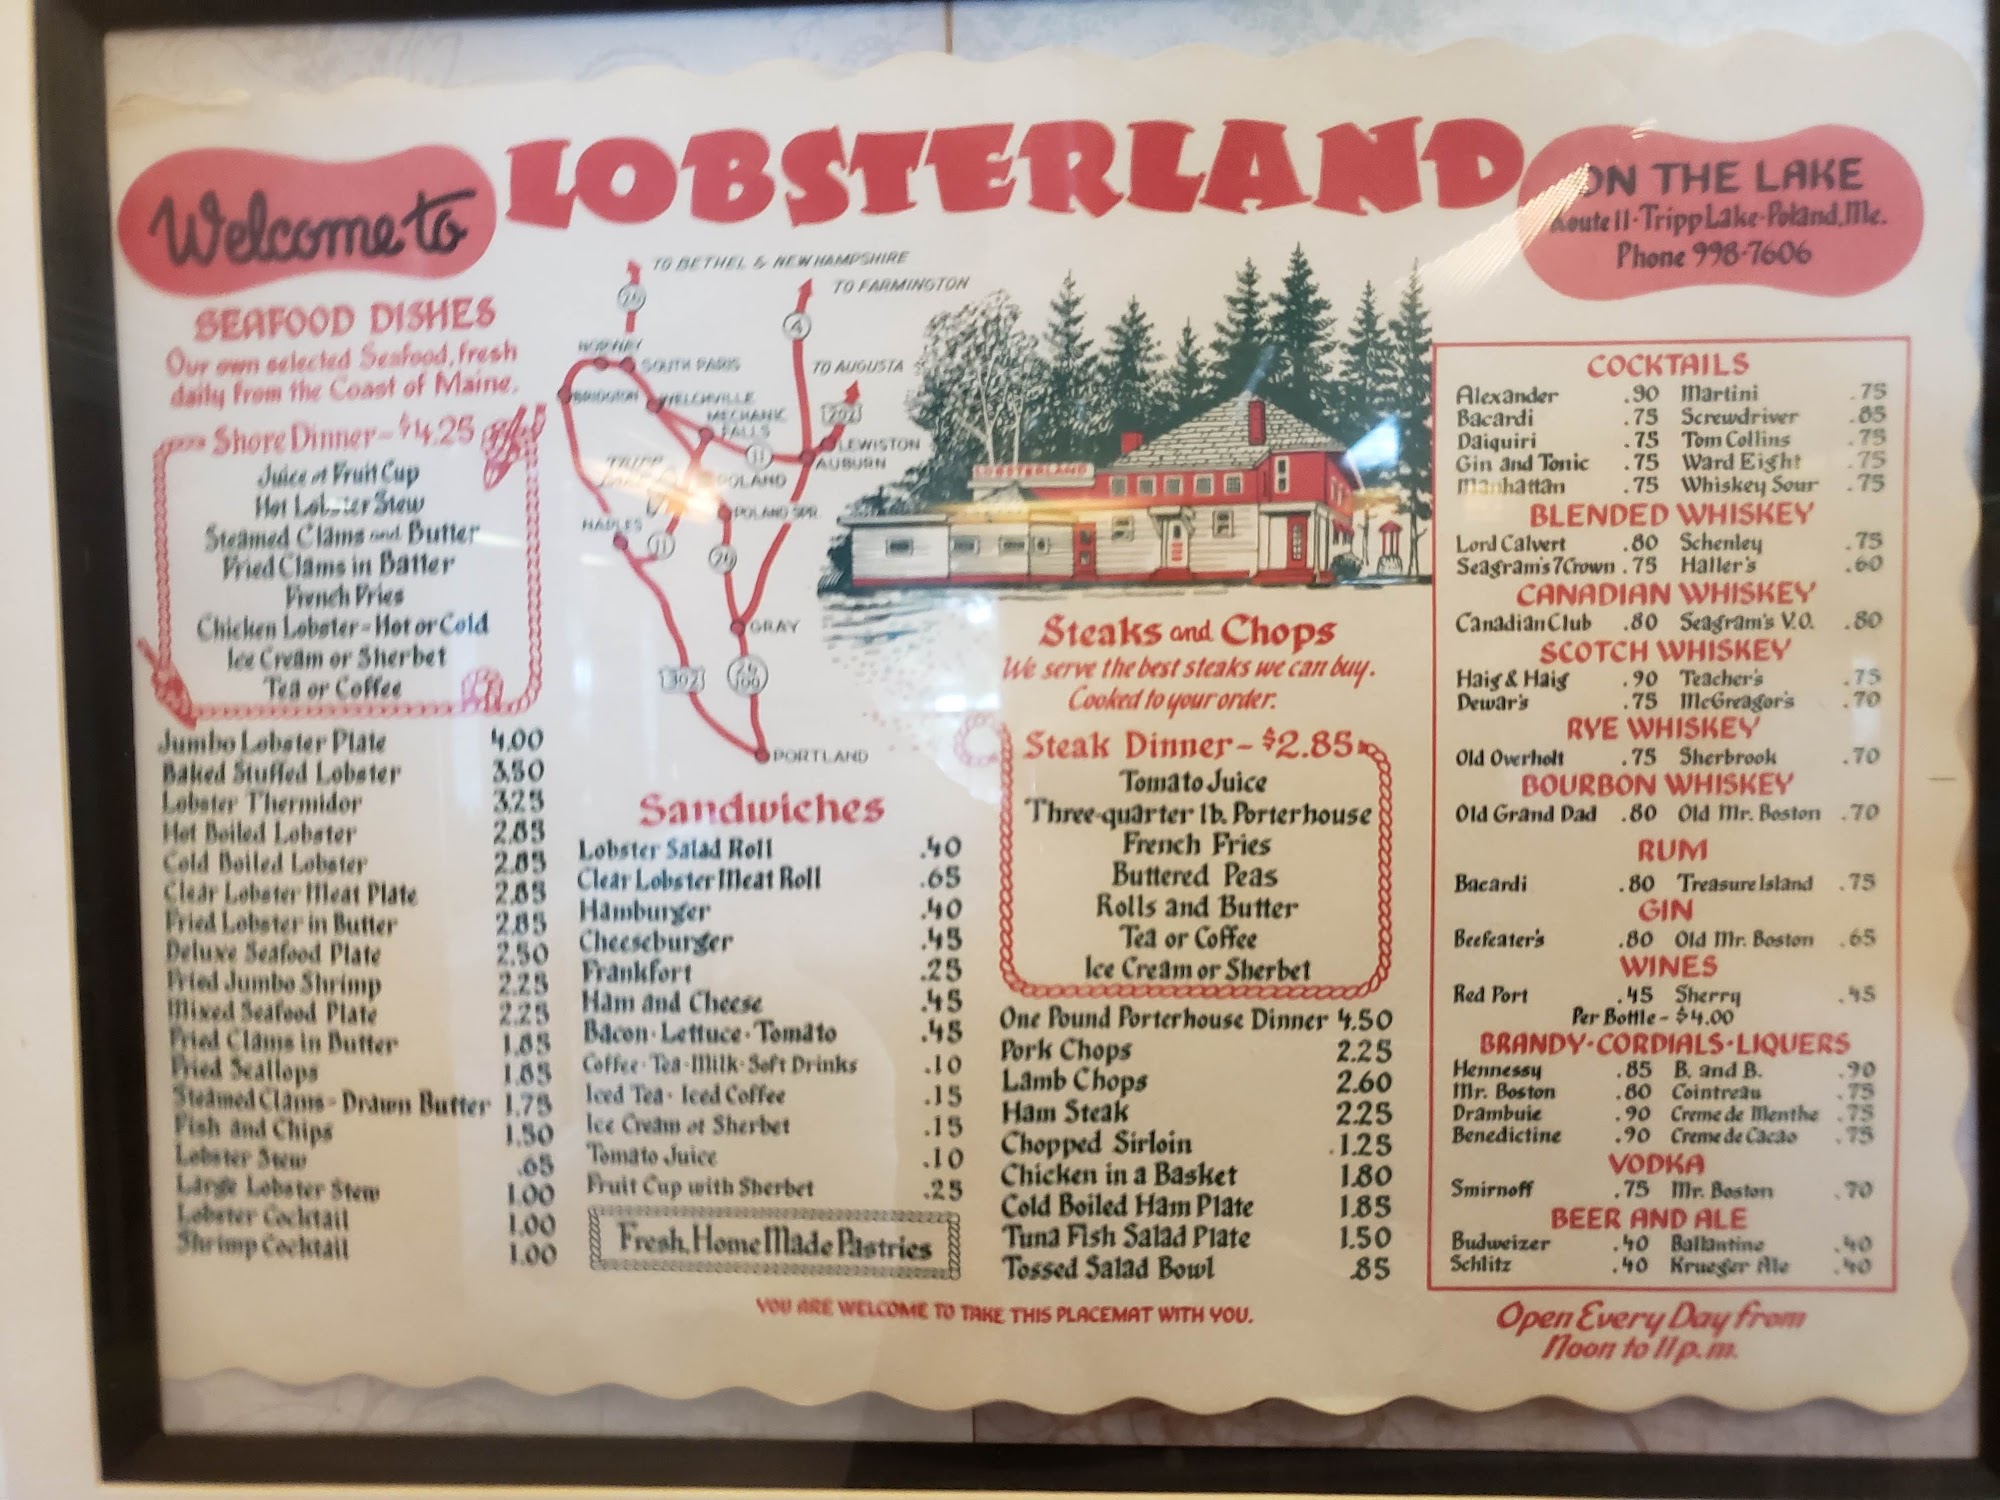 Welcome to
LOBSTERLAND
ON THE LAKE
Route 11 · Tripp Lake · Poland, Me.
Phone 998-7606
SEAFOOD DISHES
Our own selected Seafood, fresh
daily from the Coast of Maine.
Shore Dinner - $4.25
Juice or Fruit Cup
Hot Lobster Stew
Steamed Clams and Butter
Fried Clams in Batter
French Fries
Chicken Lobster - Hot or Cold
Ice Cream or Sherbet
Tea or Coffee
Jumbo Lobster Plate 4.00
Baked Stuffed Lobster 3.50
Lobster Thermidor 3.25
Hot Boiled Lobster 2.85
Cold Boiled Lobster 2.85
Clear Lobster Meat Plate 2.85
Fried Lobster in Butter 2.85
Deluxe Seafood Plate 2.50
Fried Jumbo Shrimp 2.25
Mixed Seafood Plate 2.25
Fried Clams in Butter 1.85
Fried Scallops 1.85
Steamed Clams - Drawn Butter 1.75
Fish and Chips 1.50
Lobster Stew .65
Large Lobster Stew 1.00
Lobster Cocktail 1.00
Shrimp Cocktail 1.00
TO BETHEL & NEW HAMPSHIRE
TO FARMINGTON
26
4
TO AUGUSTA
NORWAY
SOUTH PARIS
BRIDGTON
WELCHVILLE
202
MECHANIC
FALLS
LEWISTON
11
AUBURN
TRIPP
POLAND
POLAND SPR.
NAPLES
11
26
GRAY
302
26
100
PORTLAND
LOBSTERLAND
Sandwiches
Lobster Salad Roll .40
Clear Lobster Meat Roll .65
Hamburger .40
Cheeseburger .45
Frankfort .25
Ham and Cheese .45
Bacon · Lettuce · Tomato .45
Coffee · Tea · Milk · Soft Drinks .10
Iced Tea · Iced Coffee .15
Ice Cream or Sherbet .15
Tomato Juice .10
Fruit Cup with Sherbet .25
Fresh, Home Made Pastries
Steaks and Chops
We serve the best steaks we can buy.
Cooked to your order.
Steak Dinner - $2.85
Tomato Juice
Three-quarter lb. Porterhouse
French Fries
Buttered Peas
Rolls and Butter
Tea or Coffee
Ice Cream or Sherbet
One Pound Porterhouse Dinner 4.50
Pork Chops 2.25
Lamb Chops 2.60
Ham Steak 2.25
Chopped Sirloin 1.25
Chicken in a Basket 1.80
Cold Boiled Ham Plate 1.85
Tuna Fish Salad Plate 1.50
Tossed Salad Bowl .85
COCKTAILS
Alexander .90 Martini .75
Bacardi .75 Screwdriver .85
Daiquiri .75 Tom Collins .75
Gin and Tonic .75 Ward Eight .75
Manhattan .75 Whiskey Sour .75
BLENDED WHISKEY
Lord Calvert .80 Schenley .75
Seagram's 7 Crown .75 Haller's .60
CANADIAN WHISKEY
Canadian Club .80 Seagram's V.O. .80
SCOTCH WHISKEY
Haig & Haig .90 Teacher's .75
Dewar's .75 McGreagor's .70
RYE WHISKEY
Old Overholt .75 Sherbrook .70
BOURBON WHISKEY
Old Grand Dad .80 Old Mr. Boston .70
RUM
Bacardi .80 Treasure Island .75
GIN
Beefeater's .80 Old Mr. Boston .65
WINES
Red Port .45 Sherry .45
Per Bottle - $4.00
BRANDY · CORDIALS · LIQUERS
Hennessy .85 B. and B. .90
Mr. Boston .80 Cointreau .75
Drambuie .90 Creme de Menthe .75
Benedictine .90 Creme de Cacao .75
VODKA
Smirnoff .75 Mr. Boston .70
BEER AND ALE
Budweizer .40 Ballantine .40
Schlitz .40 Krueger Ale .40
YOU ARE WELCOME TO TAKE THIS PLACEMAT WITH YOU.
Open Every Day from
Noon to 11 p.m.